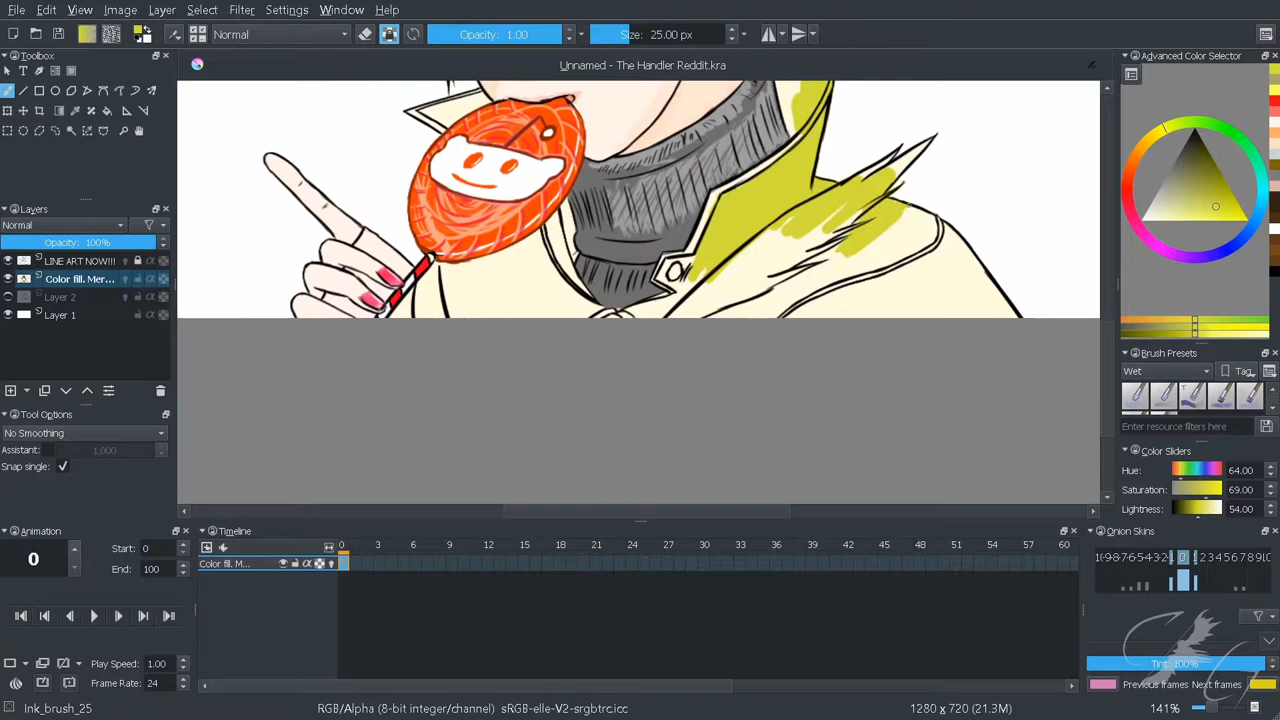 File Edit View Image Layer Select Filter Tools Settings Window Help
Normal Opacity: 1.00 Size: 25.00 px
Toolbox
Unnamed - The Handler Reddit.kra
Advanced Color Selector
Layers
Normal
Opacity: 100%
LINE ART NOW!!!
Color fill. Mer...
Layer 2
Layer 1
Tool Options
No Smoothing
Assistant: 1,000
Snap single:
Brush Presets
Wet Tag
Enter resource filters here
Color Sliders
Hue: 64.00
Saturation: 69.00
Lightness: 54.00
Animation
0 Start: 0
End: 100
Play Speed: 1.00
Frame Rate: 24
Timeline
0 3 6 9 12 15 18 21 24 27 30 33 36 39 42 45 48 51 54 57 60
Color fill. M...
Onion Skins
Tint: 100%
Previous frames Next frames
Ink_brush_25 RGB/Alpha (8-bit integer/channel) sRGB-elle-V2-srgbtrc.icc 1280 x 720 (21.3M) 141%